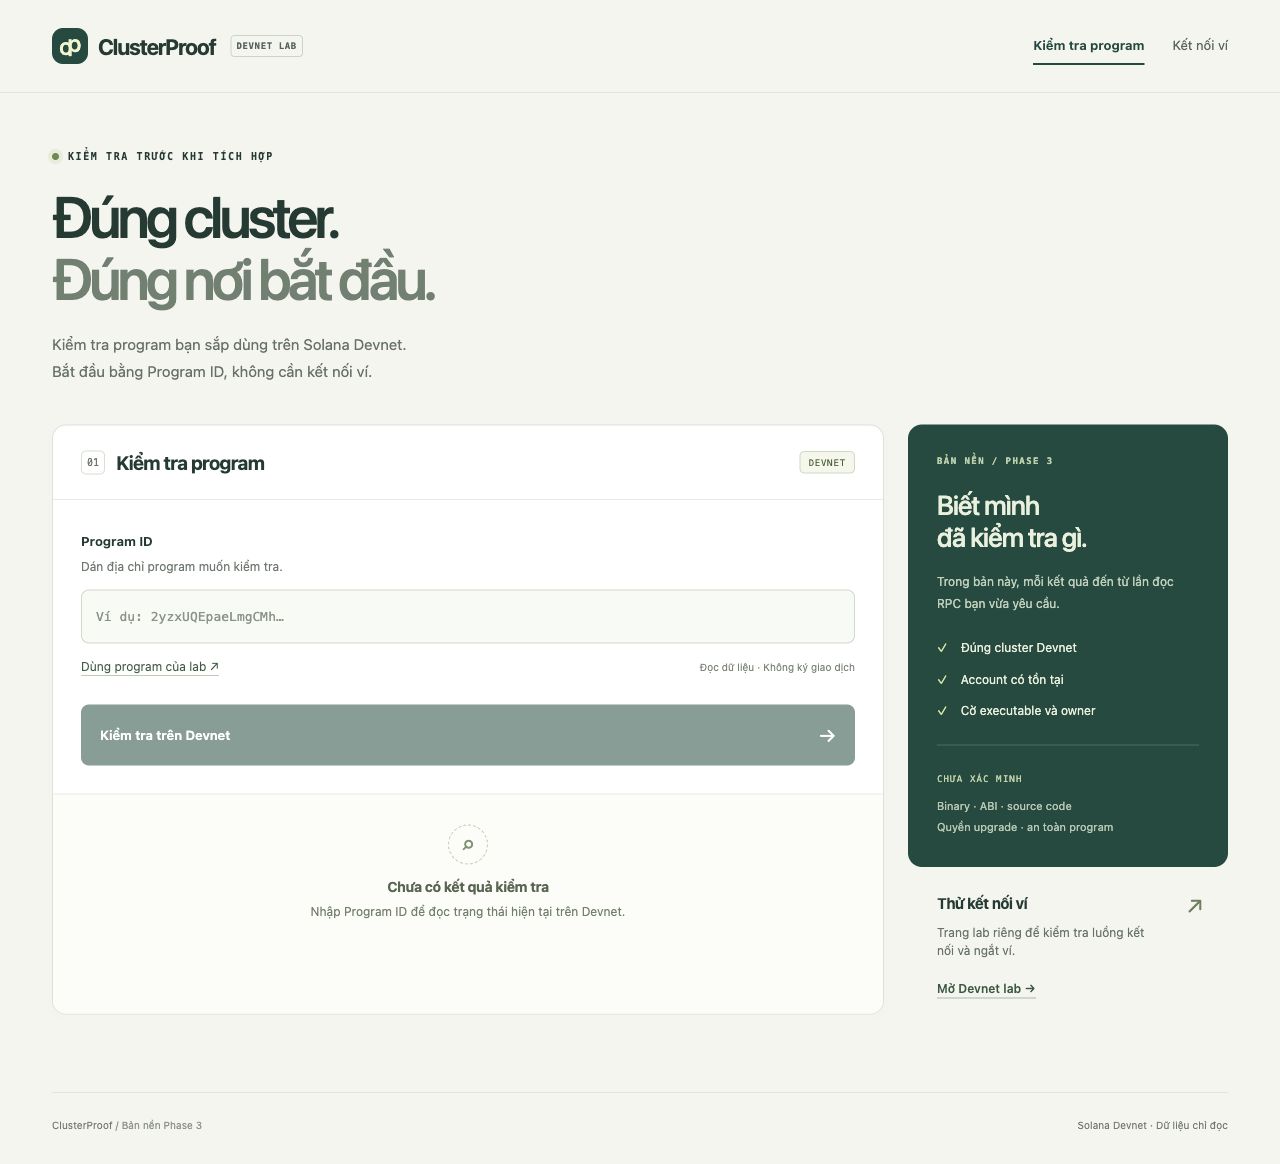 ClusterProof
DEVNET LAB
Kiểm tra program
Kết nối ví
KIỂM TRA TRƯỚC KHI TÍCH HỢP
Đúng cluster.
Đúng nơi bắt đầu.
Kiểm tra program bạn sắp dùng trên Solana Devnet.
Bắt đầu bằng Program ID, không cần kết nối ví.
01 Kiểm tra program
DEVNET
Program ID
Dán địa chỉ program muốn kiểm tra.
Ví dụ: 2yzxUQEpaeLmgCMh…
Dùng program của lab ↗
Đọc dữ liệu · Không ký giao dịch
Kiểm tra trên Devnet →
Chưa có kết quả kiểm tra
Nhập Program ID để đọc trạng thái hiện tại trên Devnet.
BẢN NỀN / PHASE 3
Biết mình
đã kiểm tra gì.
Trong bản này, mỗi kết quả đến từ lần đọc
RPC bạn vừa yêu cầu.
✓ Đúng cluster Devnet
✓ Account có tồn tại
✓ Cờ executable và owner
CHƯA XÁC MINH
Binary · ABI · source code
Quyền upgrade · an toàn program
Thử kết nối ví ↗
Trang lab riêng để kiểm tra luồng kết
nối và ngắt ví.
Mở Devnet lab →
ClusterProof / Bản nền Phase 3
Solana Devnet · Dữ liệu chỉ đọc